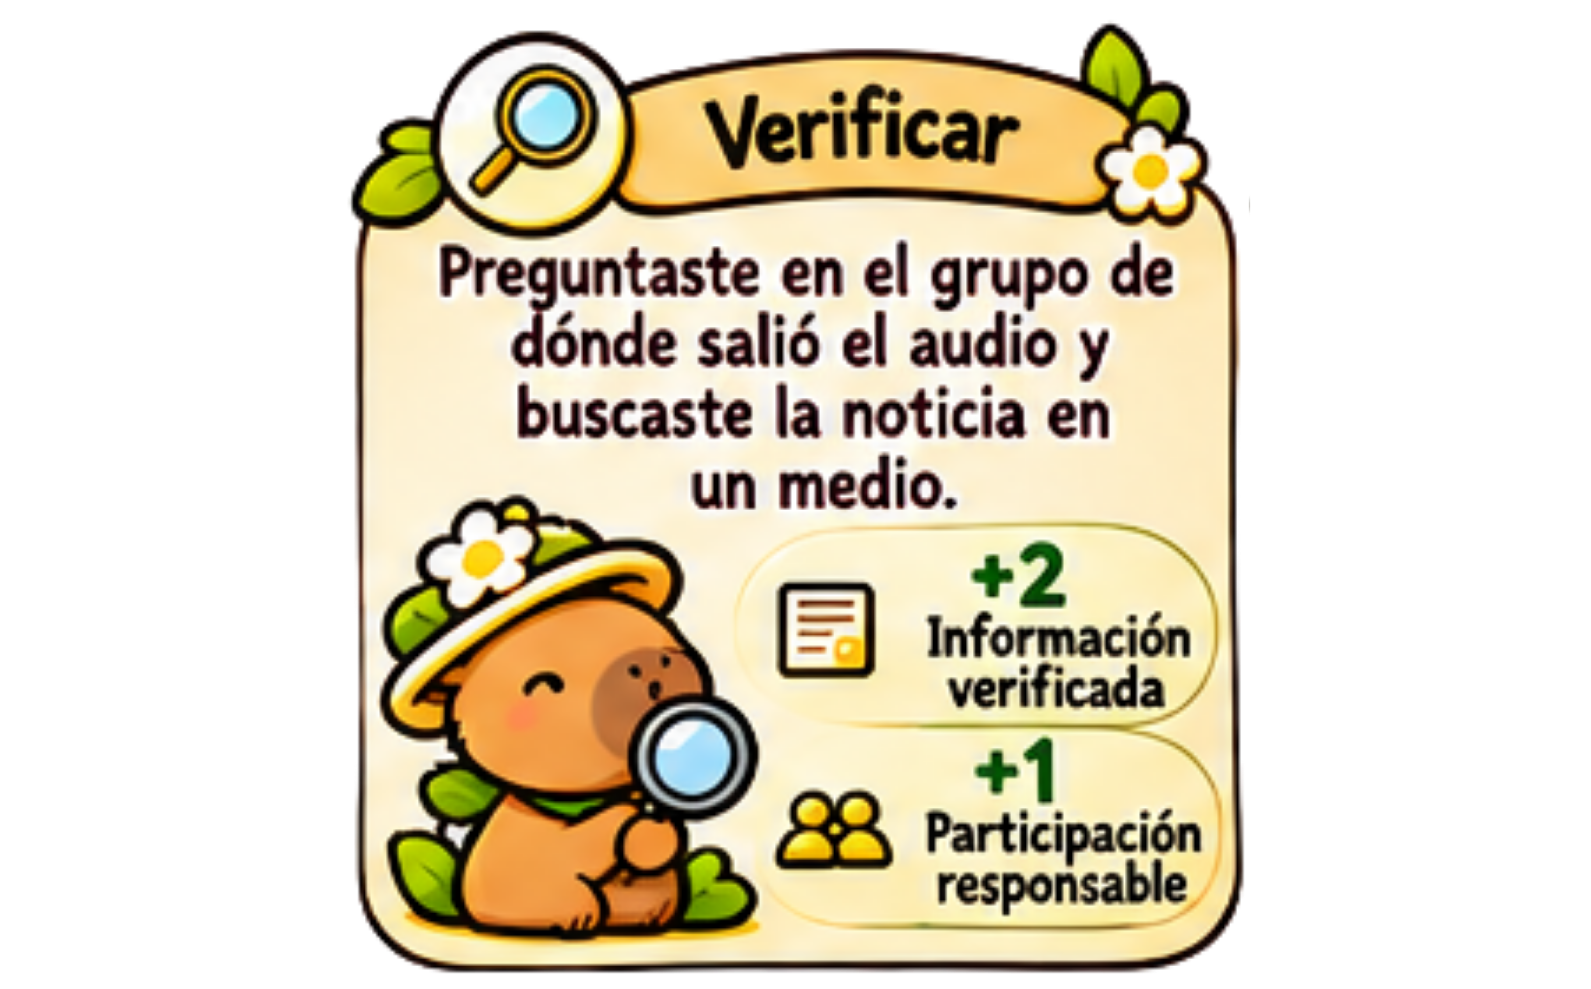 Verificar
Preguntaste en el grupo de
dónde salió el audio y
buscaste la noticia en
un medio.
+2
Información
verificada
+1
Participación
responsable